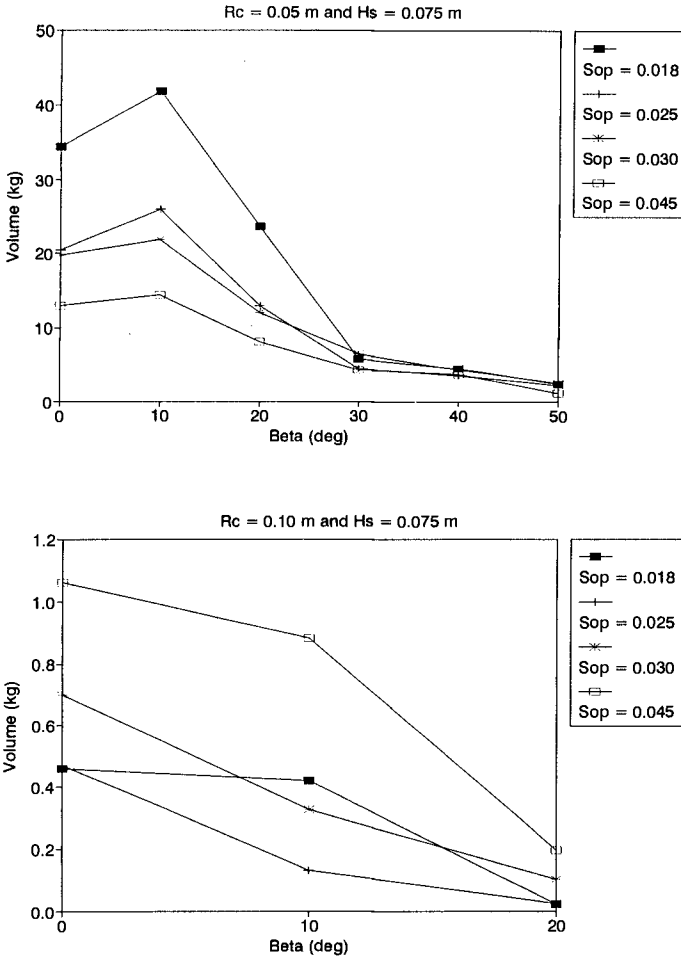 Rc = 0.05 m and Hs = 0.075 m
50
40
30
20
10
0
Volume (kg)
0 10 20 30 40 50
Beta (deg)
Sop = 0.018
Sop = 0.025
Sop = 0.030
Sop = 0.045
Rc = 0.10 m and Hs = 0.075 m
1.2
1.0
0.8
0.6
0.4
0.2
0.0
Volume (kg)
0 10 20
Beta (deg)
Sop = 0.018
Sop = 0.025
Sop = 0.030
Sop = 0.045